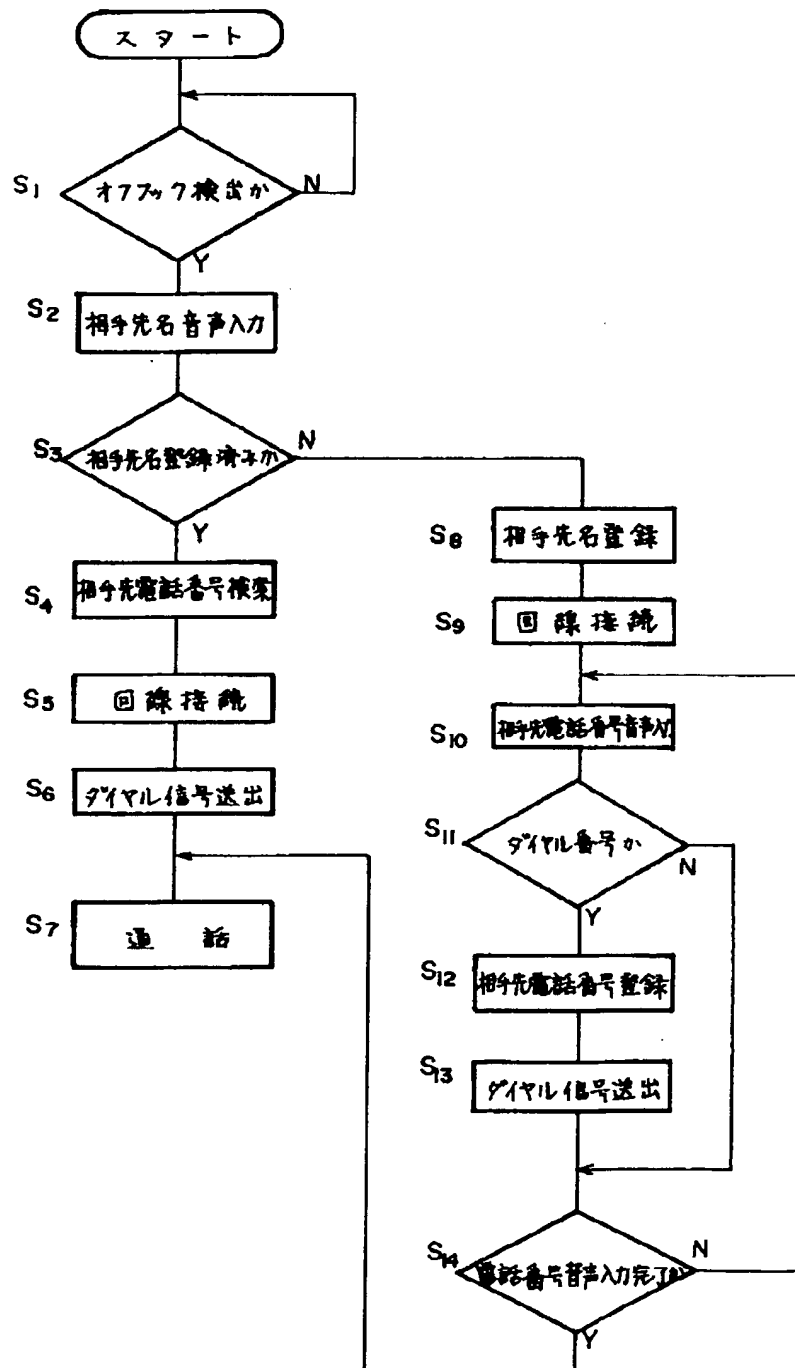 スタート
S1 オフフック検出か N
Y
S2 相手先名音声入力
S3 相手先名登録済みか N
Y
S4 相手先電話番号検索
S5 回線接続
S6 ダイヤル信号送出
S7 通話
S8 相手先名登録
S9 回線接続
S10 相手先電話番号音声入力
S11 ダイヤル番号か N
Y
S12 相手先電話番号登録
S13 ダイヤル信号送出
S14 電話番号音声入力完了か N
Y